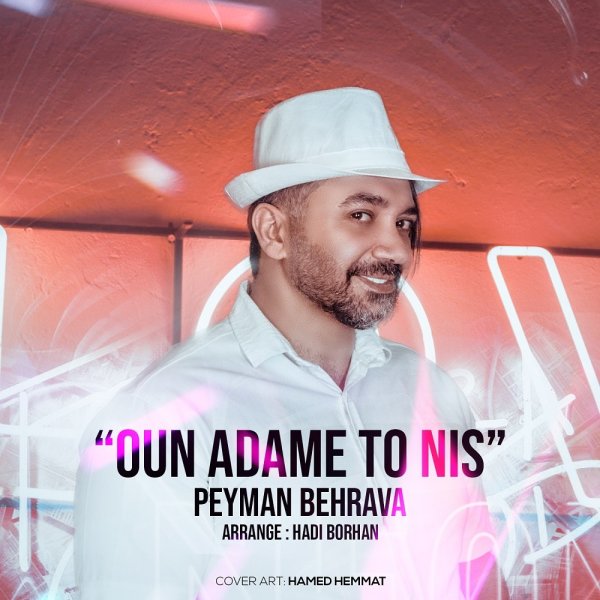 “OUN ADAME TO NIS”
PEYMAN BEHRAVA
ARRANGE : HADI BORHAN
COVER ART: HAMED HEMMAT